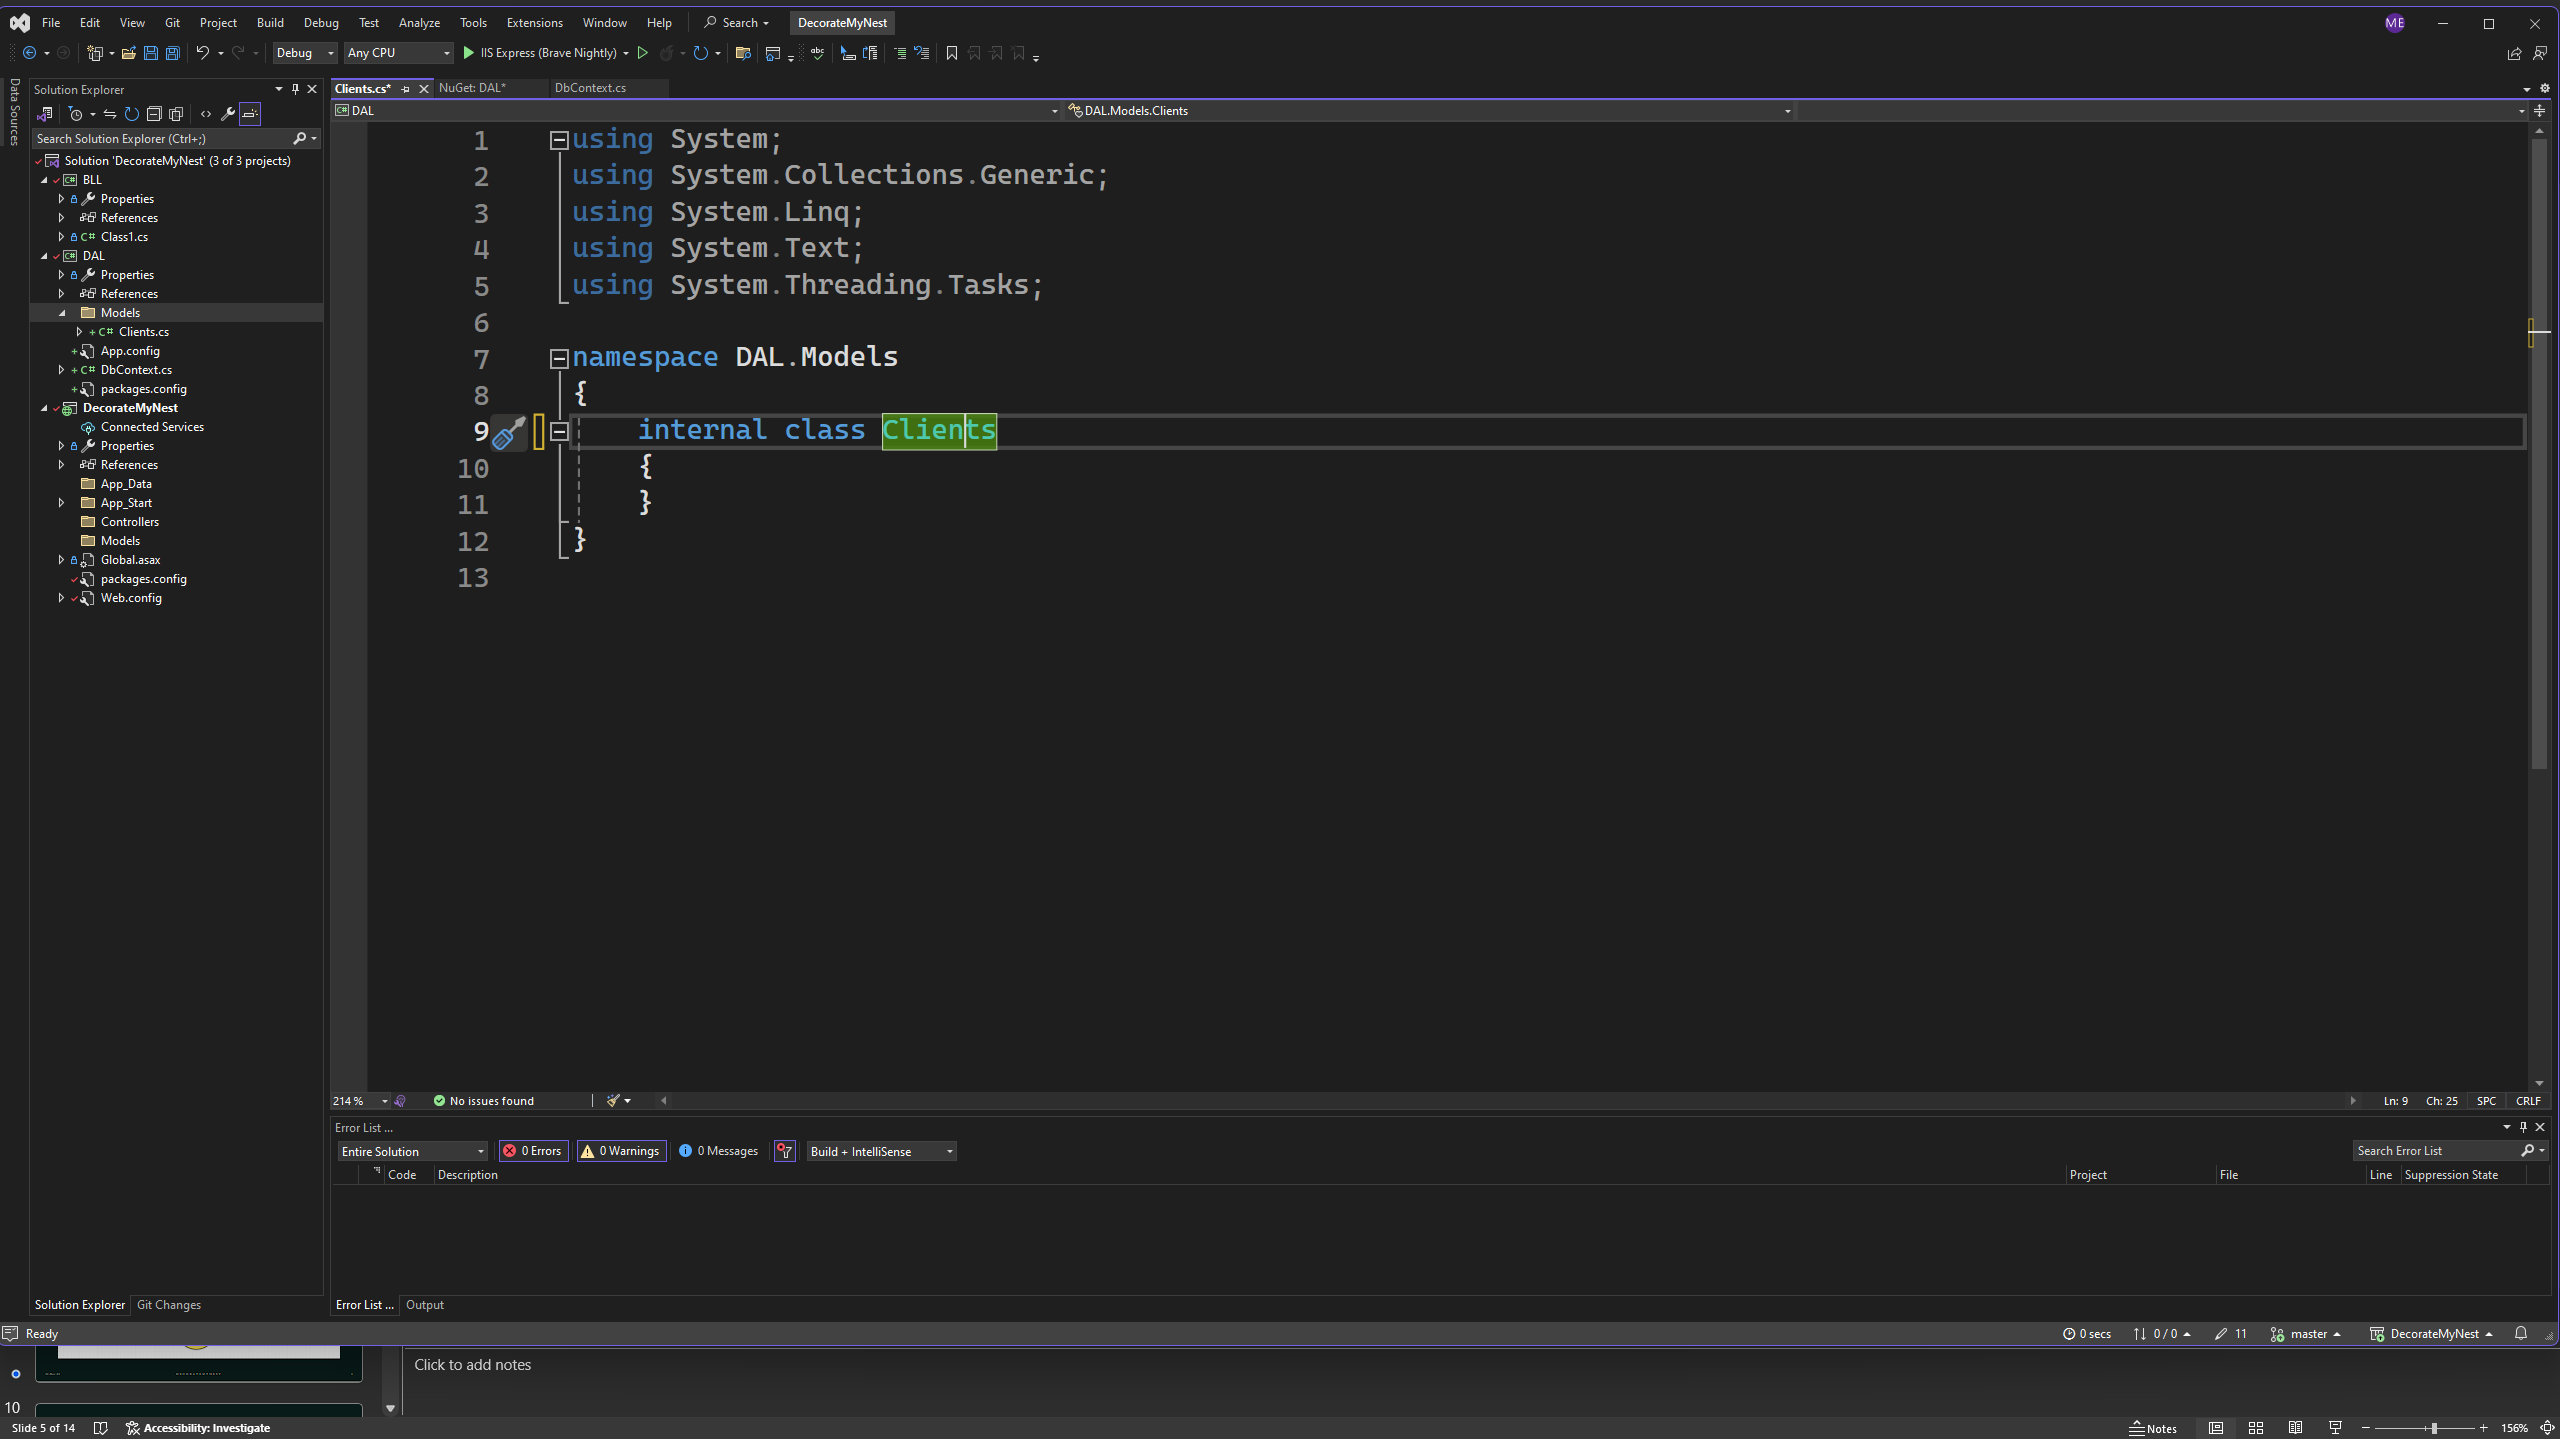 File Edit View Git Project Build Debug Test Analyze Tools Extensions Window Help Search DecorateMyNest ME
Debug Any CPU IIS Express (Brave Nightly)
Data Sources
Solution Explorer
Search Solution Explorer (Ctrl+;)
Solution 'DecorateMyNest' (3 of 3 projects)
BLL
Properties
References
C# Class1.cs
DAL
Properties
References
Models
C# Clients.cs
App.config
C# DbContext.cs
packages.config
DecorateMyNest
Connected Services
Properties
References
App_Data
App_Start
Controllers
Models
Global.asax
packages.config
Web.config
Solution Explorer Git Changes
Clients.cs* NuGet: DAL* DbContext.cs
DAL DAL.Models.Clients
1 using System;
2 using System.Collections.Generic;
3 using System.Linq;
4 using System.Text;
5 using System.Threading.Tasks;
6
7 namespace DAL.Models
8 {
9 internal class Clients
10 {
11 }
12 }
13
214 % No issues found Ln: 9 Ch: 25 SPC CRLF
Error List ...
Entire Solution 0 Errors 0 Warnings 0 Messages Build + IntelliSense Search Error List
Code Description Project File Line Suppression State
Error List ... Output
Ready 0 secs 0 / 0 11 master DecorateMyNest
Click to add notes
10
Slide 5 of 14 Accessibility: Investigate Notes 156%